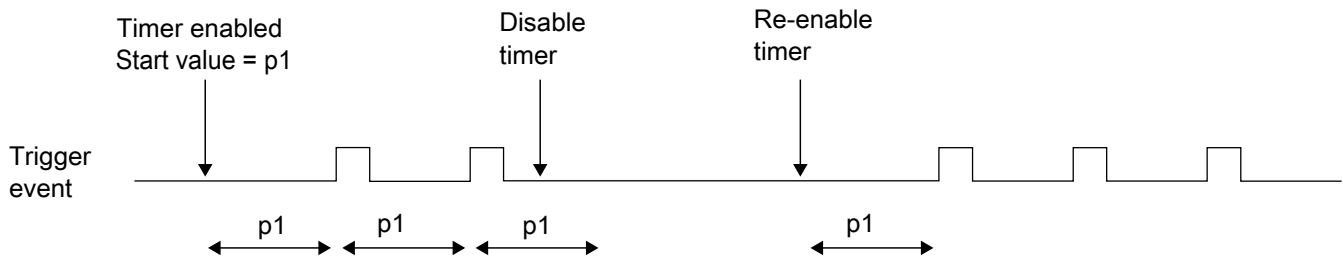 Timer enabled
Start value = p1
Disable
timer
Re-enable
timer
Trigger
event
p1
p1
p1
p1